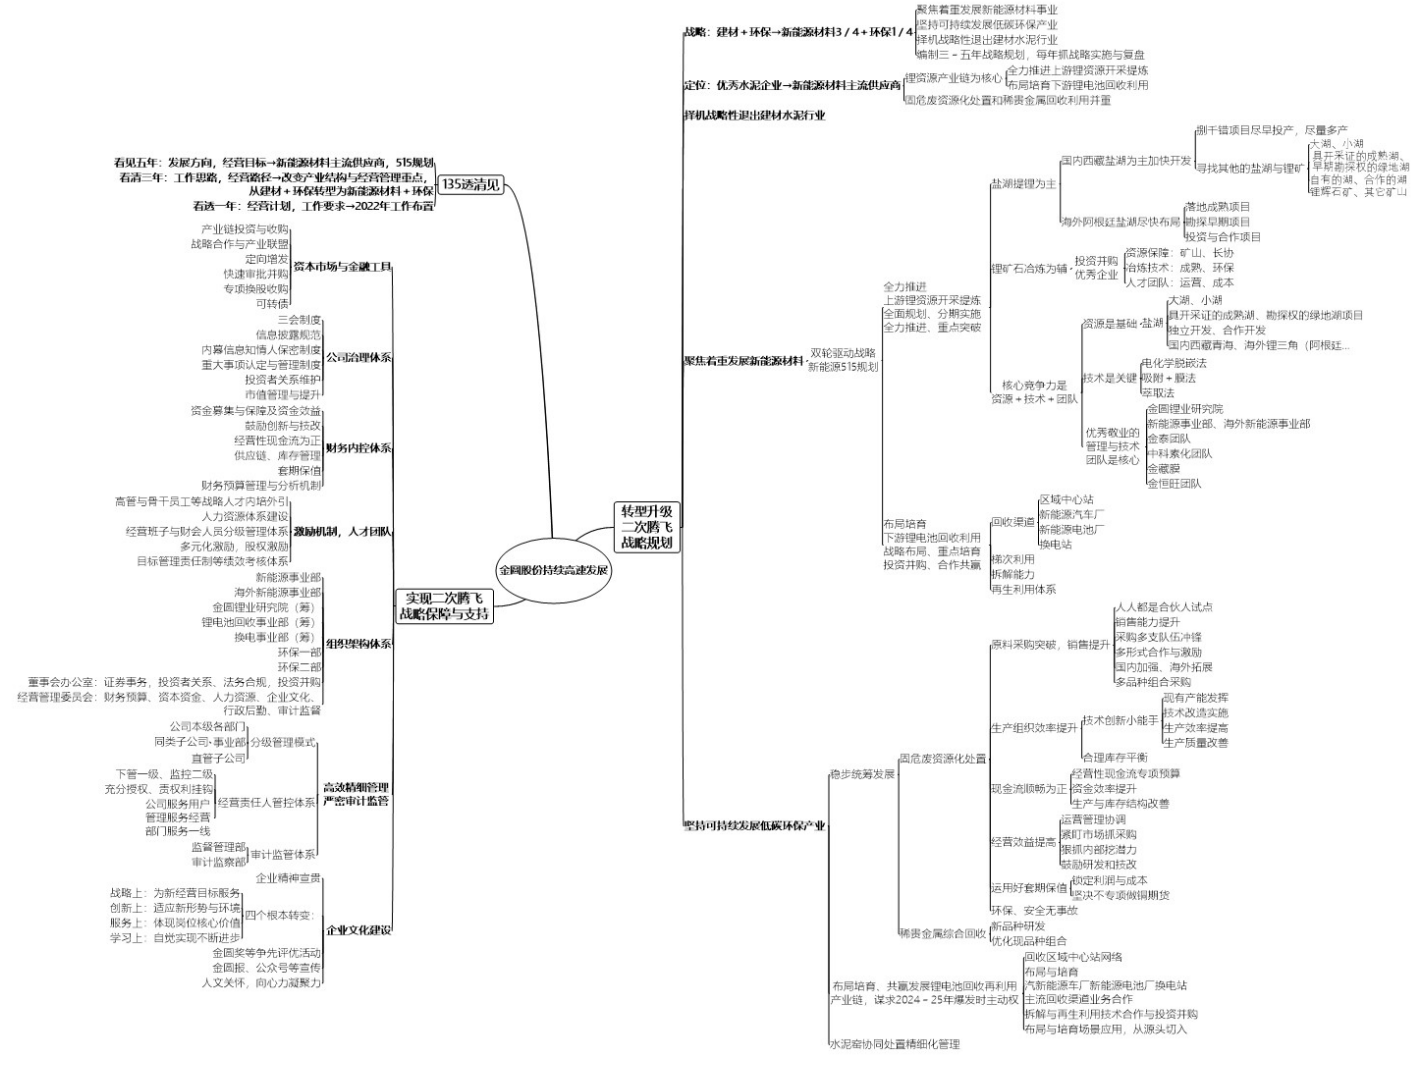 金圆股份持续高速发展
135透清见
看见五年：发展方向，经营目标→新能源材料主流供应商，515规划
看清三年：工作思路，经营路径→改变产业结构与经营管理重点，
从建材＋环保转型为新能源材料＋环保
看透一年：经营计划，工作要求→2022年工作布置
转型升级
二次腾飞
战略规划
战略：建材＋环保→新能源材料3／4＋环保1／4
聚焦着重发展新能源材料事业
坚持可持续发展低碳环保产业
择机战略性退出建材水泥行业
编制三－五年战略规划，每年抓战略实施与复盘
定位：优秀水泥企业→新能源材料主流供应商
锂资源产业链为核心
全力推进上游锂资源开采提炼
布局培育下游锂电池回收利用
固危废资源化处置和稀贵金属回收利用并重
择机战略性退出建材水泥行业
聚焦着重发展新能源材料
双轮驱动战略
新能源515规划
全力推进
上游锂资源开采提炼
全面规划、分期实施
全力推进、重点突破
盐湖提锂为主
国内西藏盐湖为主加快开发
捌千错项目尽早投产，尽量多产
寻找其他的盐湖与锂矿
大湖、小湖
具开采证的成熟湖、
早期勘探权的绿地湖
自有的湖、合作的湖
锂辉石矿、其它矿山
海外阿根廷盐湖尽快布局
落地成熟项目
勘探早期项目
投资与合作项目
锂矿石冶炼为辅
投资并购
优秀企业
资源保障：矿山、长协
冶炼技术：成熟、环保
人才团队：运营、成本
核心竞争力是
资源＋技术＋团队
资源是基础
盐湖
大湖、小湖
具开采证的成熟湖、勘探权的绿地湖项目
独立开发、合作开发
国内西藏青海、海外锂三角（阿根廷...
技术是关键
电化学脱嵌法
吸附＋膜法
萃取法
优秀敬业的
管理与技术
团队是核心
金圆锂业研究院
新能源事业部、海外新能源事业部
金泰团队
中科素化团队
金藏膜
金恒旺团队
布局培育
下游锂电池回收利用
战略布局、重点培育
投资并购、合作共赢
回收渠道
区域中心站
新能源汽车厂
新能源电池厂
换电站
梯次利用
拆解能力
再生利用体系
坚持可持续发展低碳环保产业
稳步统筹发展
固危废资源化处置
原料采购突破，销售提升
人人都是合伙人试点
销售能力提升
采购多支队伍冲锋
多形式合作与激励
国内加强、海外拓展
多品种组合采购
生产组织效率提升
技术创新小能手
现有产能发挥
技术改造实施
生产效率提高
生产质量改善
合理库存平衡
现金流顺畅为正
经营性现金流专项预算
资金效率提升
生产与库存结构改善
经营效益提高
运营管理协调
紧盯市场抓采购
狠抓内部挖潜力
鼓励研发和技改
运用好套期保值
锁定利润与成本
坚决不专项做铜期货
环保、安全无事故
稀贵金属综合回收
新品种研发
优化现品种组合
布局培育、共赢发展锂电池回收再利用
产业链，谋求2024－25年爆发时主动权
回收区域中心站网络
布局与培育
汽新能源车厂新能源电池厂换电站
主流回收渠道业务合作
拆解与再生利用技术合作与投资并购
布局与培育场景应用，从源头切入
水泥窑协同处置精细化管理
实现二次腾飞
战略保障与支持
资本市场与金融工具
产业链投资与收购
战略合作与产业联盟
定向增发
快速审批并购
专项换股收购
可转债
公司治理体系
三会制度
信息披露规范
内幕信息知情人保密制度
重大事项认定与管理制度
投资者关系维护
市值管理与提升
财务内控体系
资金募集与保障及资金效益
鼓励创新与技改
经营性现金流为正
供应链、库存管理
套期保值
财务预算管理与分析机制
激励机制，人才团队
高管与骨干员工等战略人才内培外引
人力资源体系建设
经营班子与财会人员分级管理体系
多元化激励，股权激励
目标管理责任制等绩效考核体系
组织架构体系
新能源事业部
海外新能源事业部
金圆锂业研究院（筹）
锂电池回收事业部（筹）
换电事业部（筹）
环保一部
环保二部
董事会办公室：证券事务，投资者关系、法务合规，投资并购
经营管理委员会：财务预算、资本资金、人力资源、企业文化、
行政后勤、审计监督
高效精细管理
严密审计监管
分级管理模式
公司本级各部门
同类子公司
事业部
直管子公司
经营责任人管控体系
下管一级、监控二级
充分授权、责权利挂钩
公司服务用户
管理服务经营
部门服务一线
审计监管体系
监督管理部
审计监察部
企业文化建设
企业精神宣贯
四个根本转变：
战略上：为新经营目标服务
创新上：适应新形势与环境
服务上：体现岗位核心价值
学习上：自觉实现不断进步
金圆奖等争先评优活动
金圆报、公众号等宣传
人文关怀，向心力凝聚力